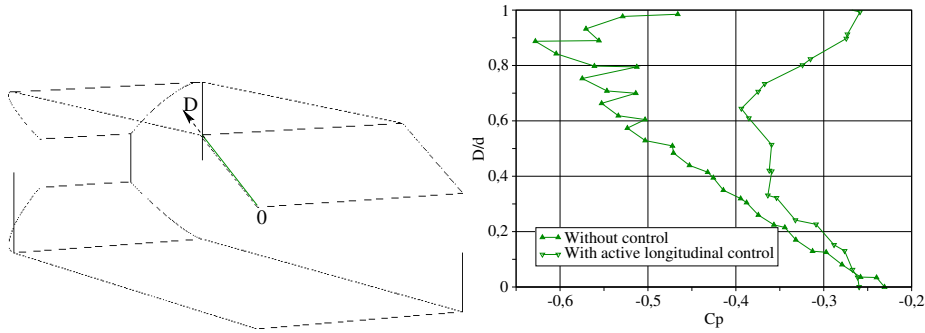 D
0
D/d
1
0,8
0,6
0,4
0,2
0
Without control
With active longitudinal control
-0,6
-0,5
-0,4
-0,3
-0,2
Cp